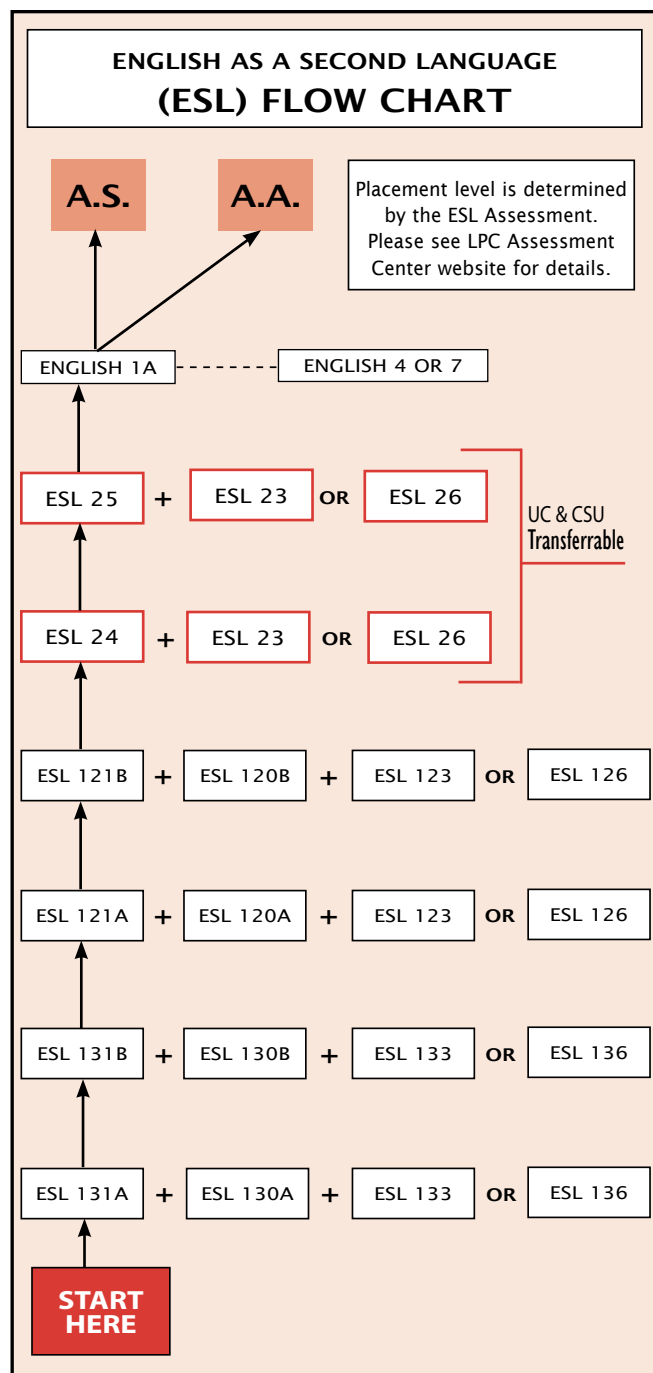 ENGLISH AS A SECOND LANGUAGE
(ESL) FLOW CHART
A.S.
A.A.
Placement level is determined
by the ESL Assessment.
Please see LPC Assessment
Center website for details.
ENGLISH 1A
ENGLISH 4 OR 7
ESL 25 + ESL 23 OR ESL 26
UC & CSU
Transferrable
ESL 24 + ESL 23 OR ESL 26
ESL 121B + ESL 120B + ESL 123 OR ESL 126
ESL 121A + ESL 120A + ESL 123 OR ESL 126
ESL 131B + ESL 130B + ESL 133 OR ESL 136
ESL 131A + ESL 130A + ESL 133 OR ESL 136
START
HERE